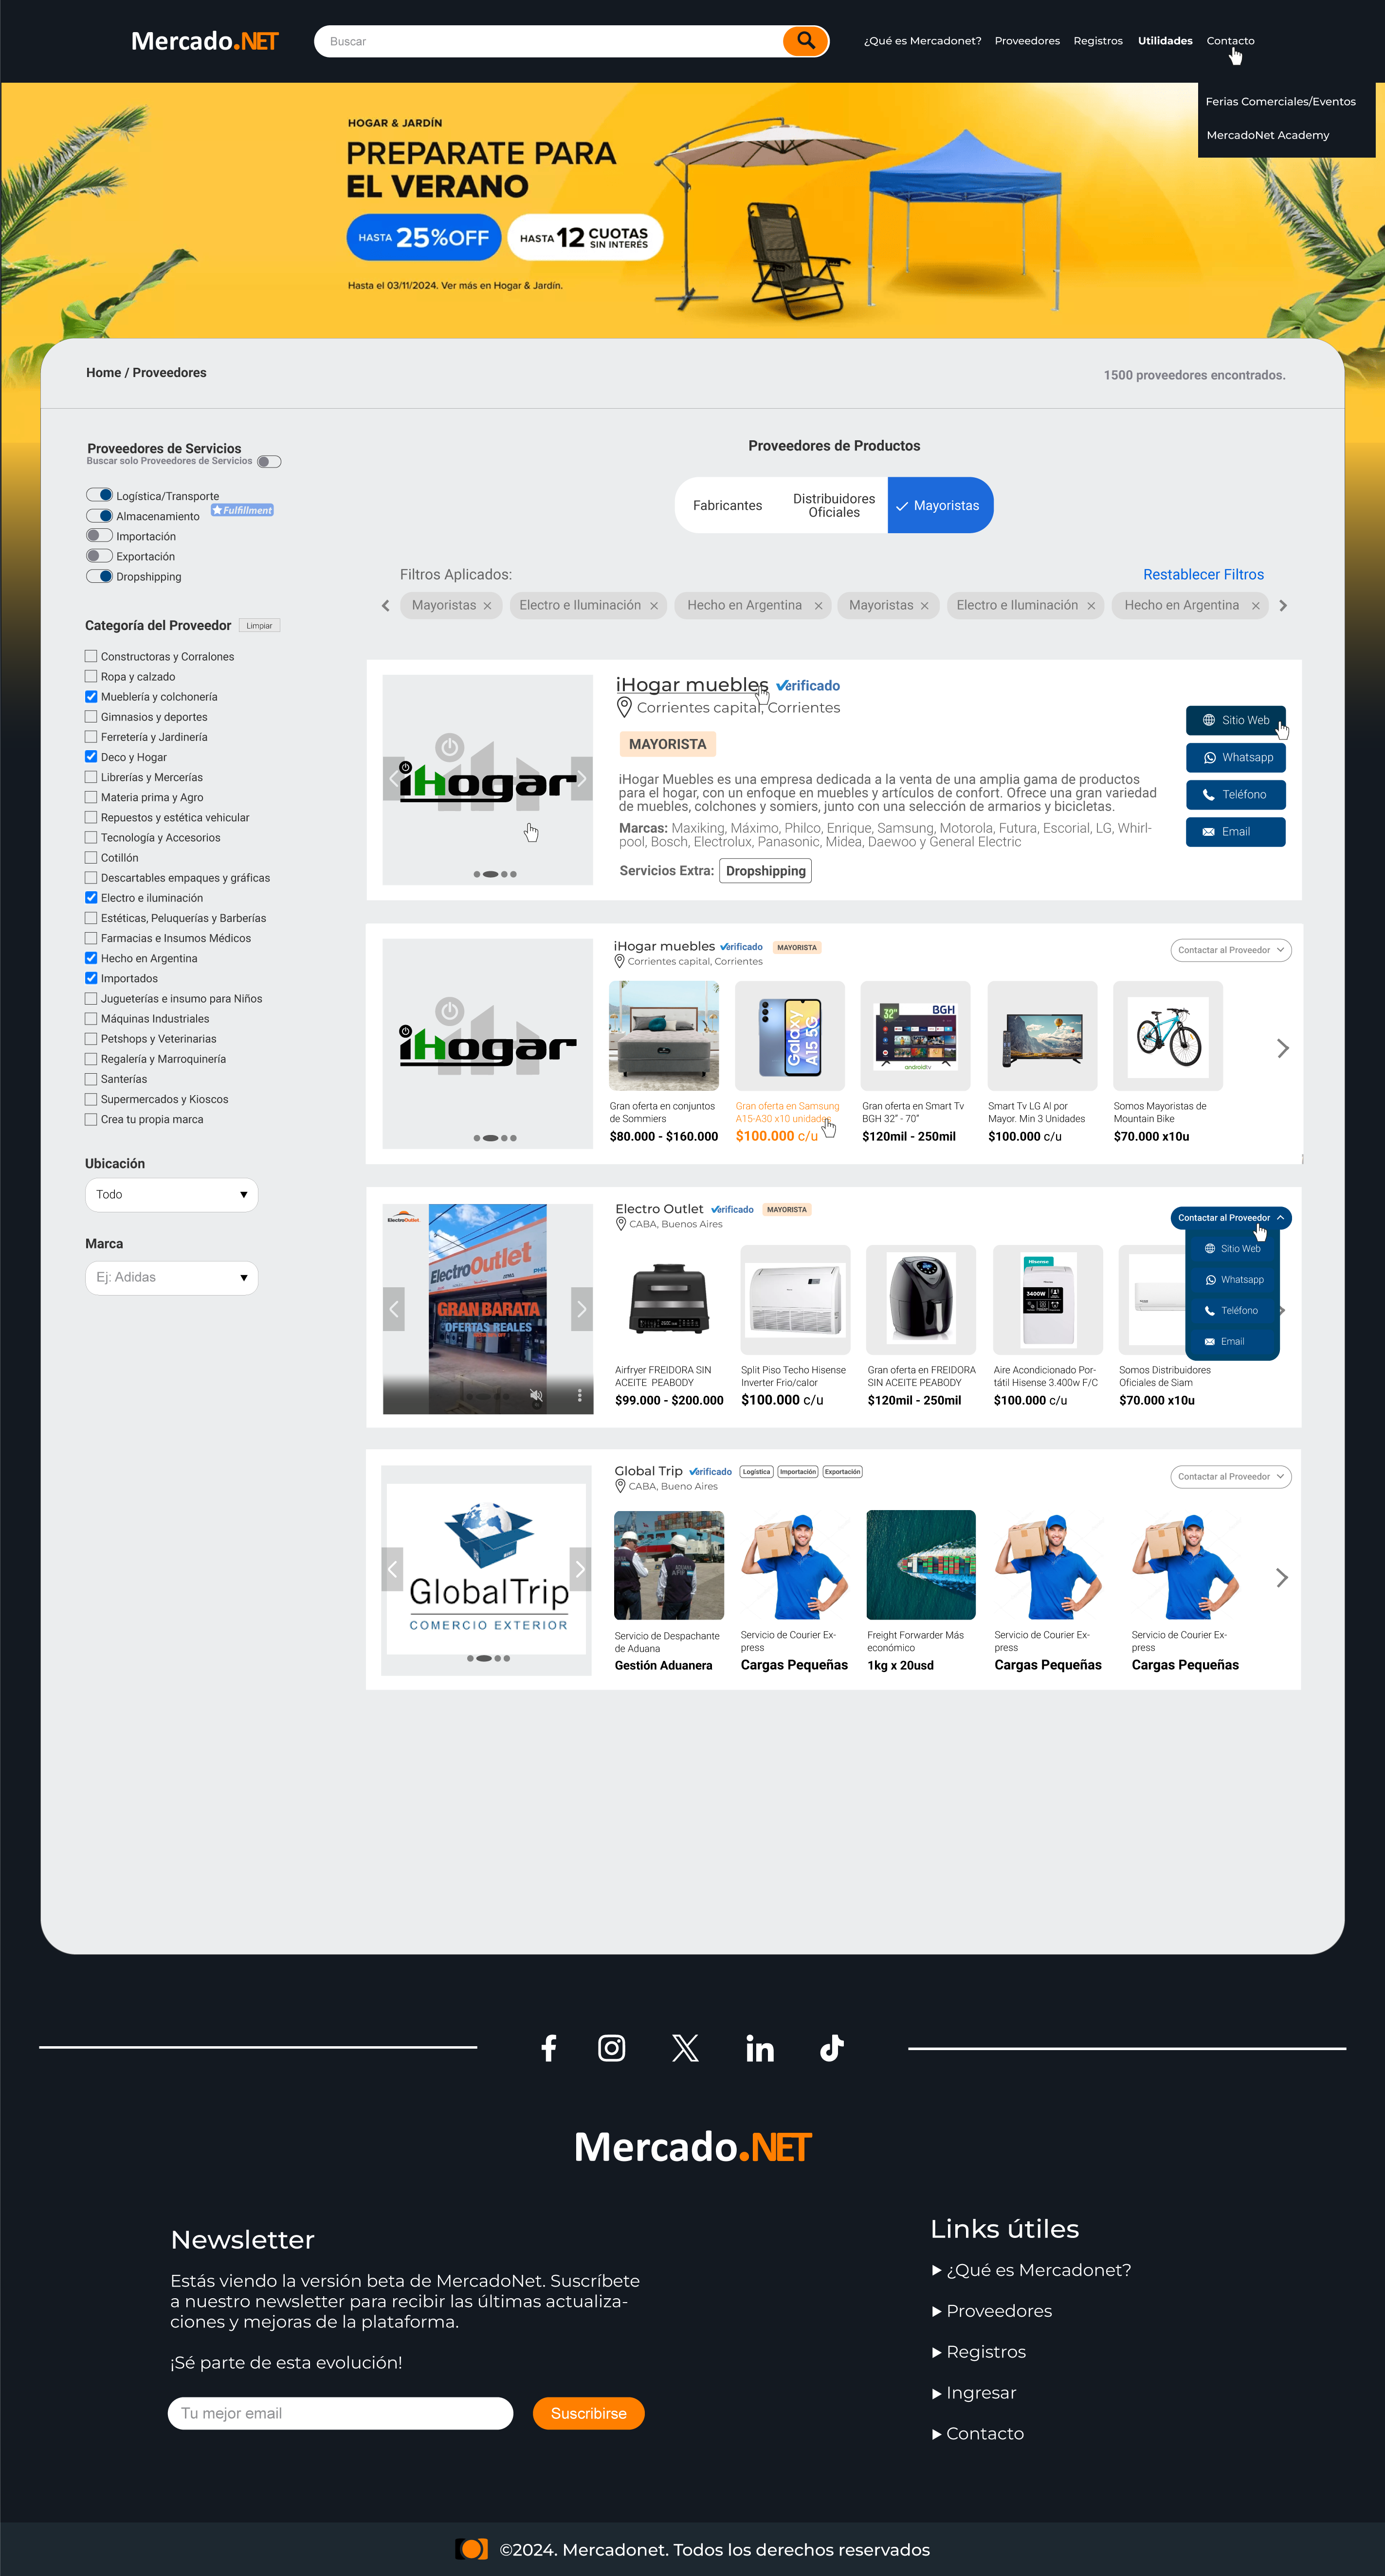 Mercado.NET
Buscar
¿Qué es Mercadonet?
Proveedores
Registros
Utilidades
Contacto
Ferias Comerciales/Eventos
MercadoNet Academy
HOGAR & JARDÍN
PREPARATE PARA
EL VERANO
HASTA 25%OFF
HASTA 12 CUOTAS SIN INTERÉS
Hasta el 03/11/2024. Ver más en Hogar & Jardín.
Home / Proveedores
1500 proveedores encontrados.
Proveedores de Servicios
Buscar solo Proveedores de Servicios
Logística/Transporte
Almacenamiento
Fulfillment
Importación
Exportación
Dropshipping
Categoría del Proveedor
Limpiar
Constructoras y Corralones
Ropa y calzado
Mueblería y colchonería
Gimnasios y deportes
Ferretería y Jardinería
Deco y Hogar
Librerías y Mercerías
Materia prima y Agro
Repuestos y estética vehicular
Tecnología y Accesorios
Cotillón
Descartables empaques y gráficas
Electro e iluminación
Estéticas, Peluquerías y Barberías
Farmacias e Insumos Médicos
Hecho en Argentina
Importados
Jugueterías e insumo para Niños
Máquinas Industriales
Petshops y Veterinarias
Regalería y Marroquinería
Santerías
Supermercados y Kioscos
Crea tu propia marca
Ubicación
Todo
Marca
Ej: Adidas
Proveedores de Productos
Fabricantes
Distribuidores
Oficiales
Mayoristas
Filtros Aplicados:
Restablecer Filtros
Mayoristas
Electro e Iluminación
Hecho en Argentina
Mayoristas
Electro e Iluminación
Hecho en Argentina
iHogar
iHogar muebles
Verificado
Corrientes capital, Corrientes
MAYORISTA
iHogar Muebles es una empresa dedicada a la venta de una amplia gama de productos
para el hogar, con un enfoque en muebles y artículos de confort. Ofrece una gran variedad
de muebles, colchones y somiers, junto con una selección de armarios y bicicletas.
Marcas: Maxiking, Máximo, Philco, Enrique, Samsung, Motorola, Futura, Escorial, LG, Whirl-
pool, Bosch, Electrolux, Panasonic, Midea, Daewoo y General Electric
Servicios Extra: Dropshipping
Sitio Web
Whatsapp
Teléfono
Email
iHogar
iHogar muebles
Verificado
MAYORISTA
Corrientes capital, Corrientes
Contactar al Proveedor
Galaxy
A15 5G
32"
BGH
androidtv
Gran oferta en conjuntos
de Sommiers
$80.000 - $160.000
Gran oferta en Samsung
A15-A30 x10 unidades
$100.000 c/u
Gran oferta en Smart Tv
BGH 32" - 70"
$120mil - 250mil
Smart Tv LG Al por
Mayor. Min 3 Unidades
$100.000 c/u
Somos Mayoristas de
Mountain Bike
$70.000 x10u
ElectroOutlet
ElectroOutlet
GRAN BARATA
OFERTAS REALES
Electro Outlet
Verificado
MAYORISTA
CABA, Buenos Aires
Contactar al Proveedor
Sitio Web
Whatsapp
Teléfono
Email
Hisense
3400W
Airfryer FREIDORA SIN
ACEITE PEABODY
$99.000 - $200.000
Split Piso Techo Hisense
Inverter Frio/calor
$100.000 c/u
Gran oferta en FREIDORA
SIN ACEITE PEABODY
$120mil - 250mil
Aire Acondicionado Por-
tátil Hisense 3.400w F/C
$100.000 c/u
Somos Distribuidores
Oficiales de Siam
$70.000 x10u
GlobalTrip
COMERCIO EXTERIOR
Global Trip
Verificado
Logística
Importación
Exportación
CABA, Bueno Aires
Contactar al Proveedor
Servicio de Despachante
de Aduana
Gestión Aduanera
Servicio de Courier Ex-
press
Cargas Pequeñas
Freight Forwarder Más
económico
1kg x 20usd
Servicio de Courier Ex-
press
Cargas Pequeñas
Servicio de Courier Ex-
press
Cargas Pequeñas
Mercado.NET
Newsletter
Estás viendo la versión beta de MercadoNet. Suscríbete
a nuestro newsletter para recibir las últimas actualiza-
ciones y mejoras de la plataforma.
¡Sé parte de esta evolución!
Tu mejor email
Suscribirse
Links útiles
¿Qué es Mercadonet?
Proveedores
Registros
Ingresar
Contacto
©2024. Mercadonet. Todos los derechos reservados